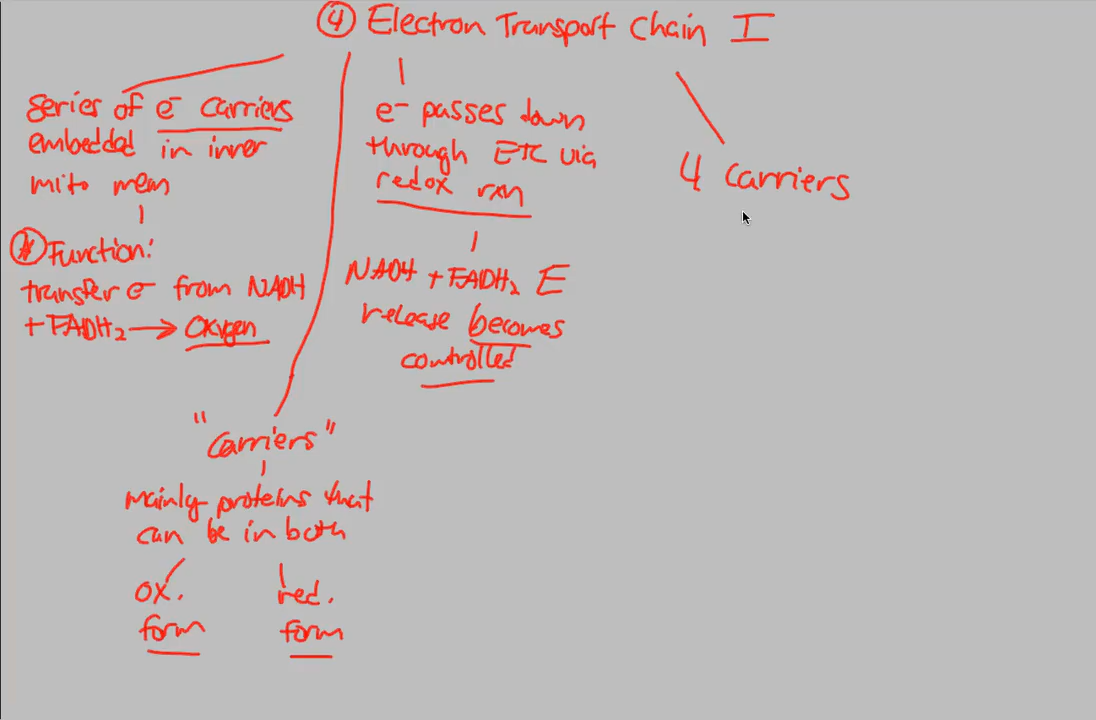 ④ Electron Transport Chain I
series of e⁻ carriers
embedded in inner
mito mem
* Function:
transfer e⁻ from NADH
+ FADH₂ → Oxygen
"carriers"
mainly proteins that
can be in both
ox.
form
red.
form
e⁻ passes down
through ETC via
redox rxn
NADH + FADH₂ E
release becomes
controlled
4 carriers